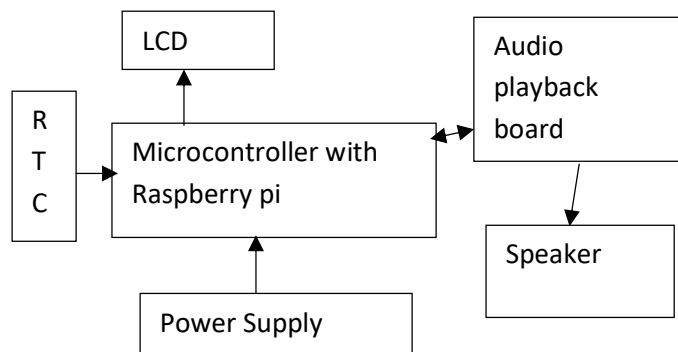 LCD
Audio
playback
board
R
T
C
Microcontroller with
Raspberry pi
Speaker
Power Supply